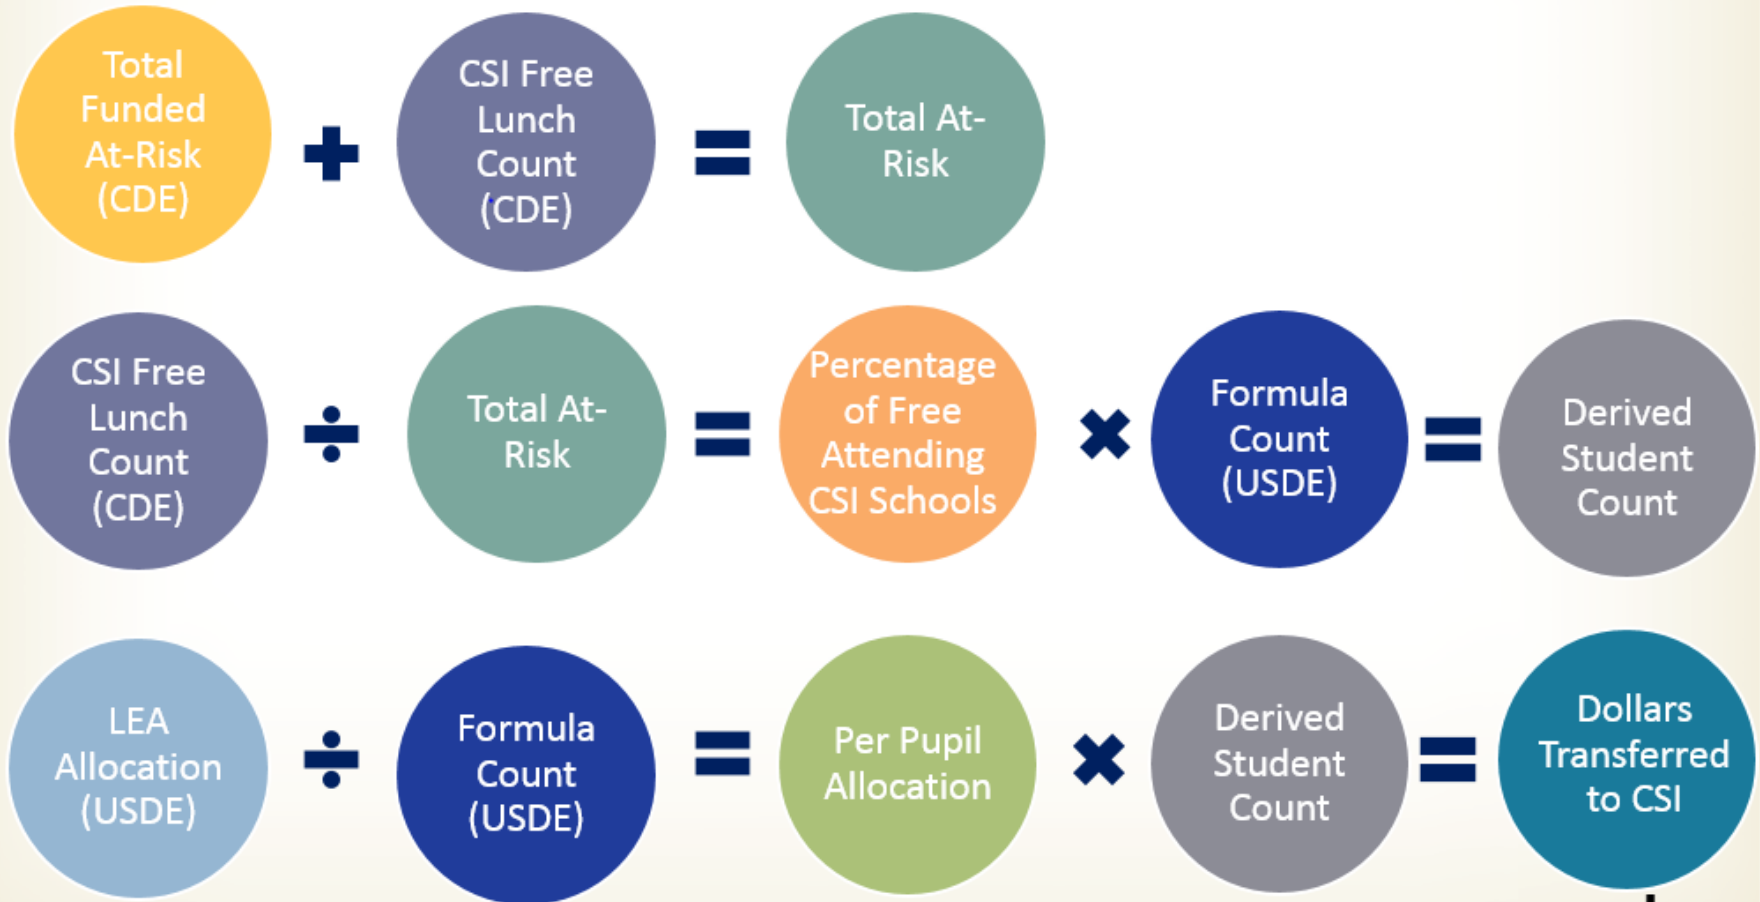 Total
Funded
At-Risk
(CDE)
+
CSI Free
Lunch
Count
(CDE)
=
Total At-
Risk
CSI Free
Lunch
Count
(CDE)
÷
Total At-
Risk
=
Percentage
of Free
Attending
CSI Schools
×
Formula
Count
(USDE)
=
Derived
Student
Count
LEA
Allocation
(USDE)
÷
Formula
Count
(USDE)
=
Per Pupil
Allocation
×
Derived
Student
Count
=
Dollars
Transferred
to CSI